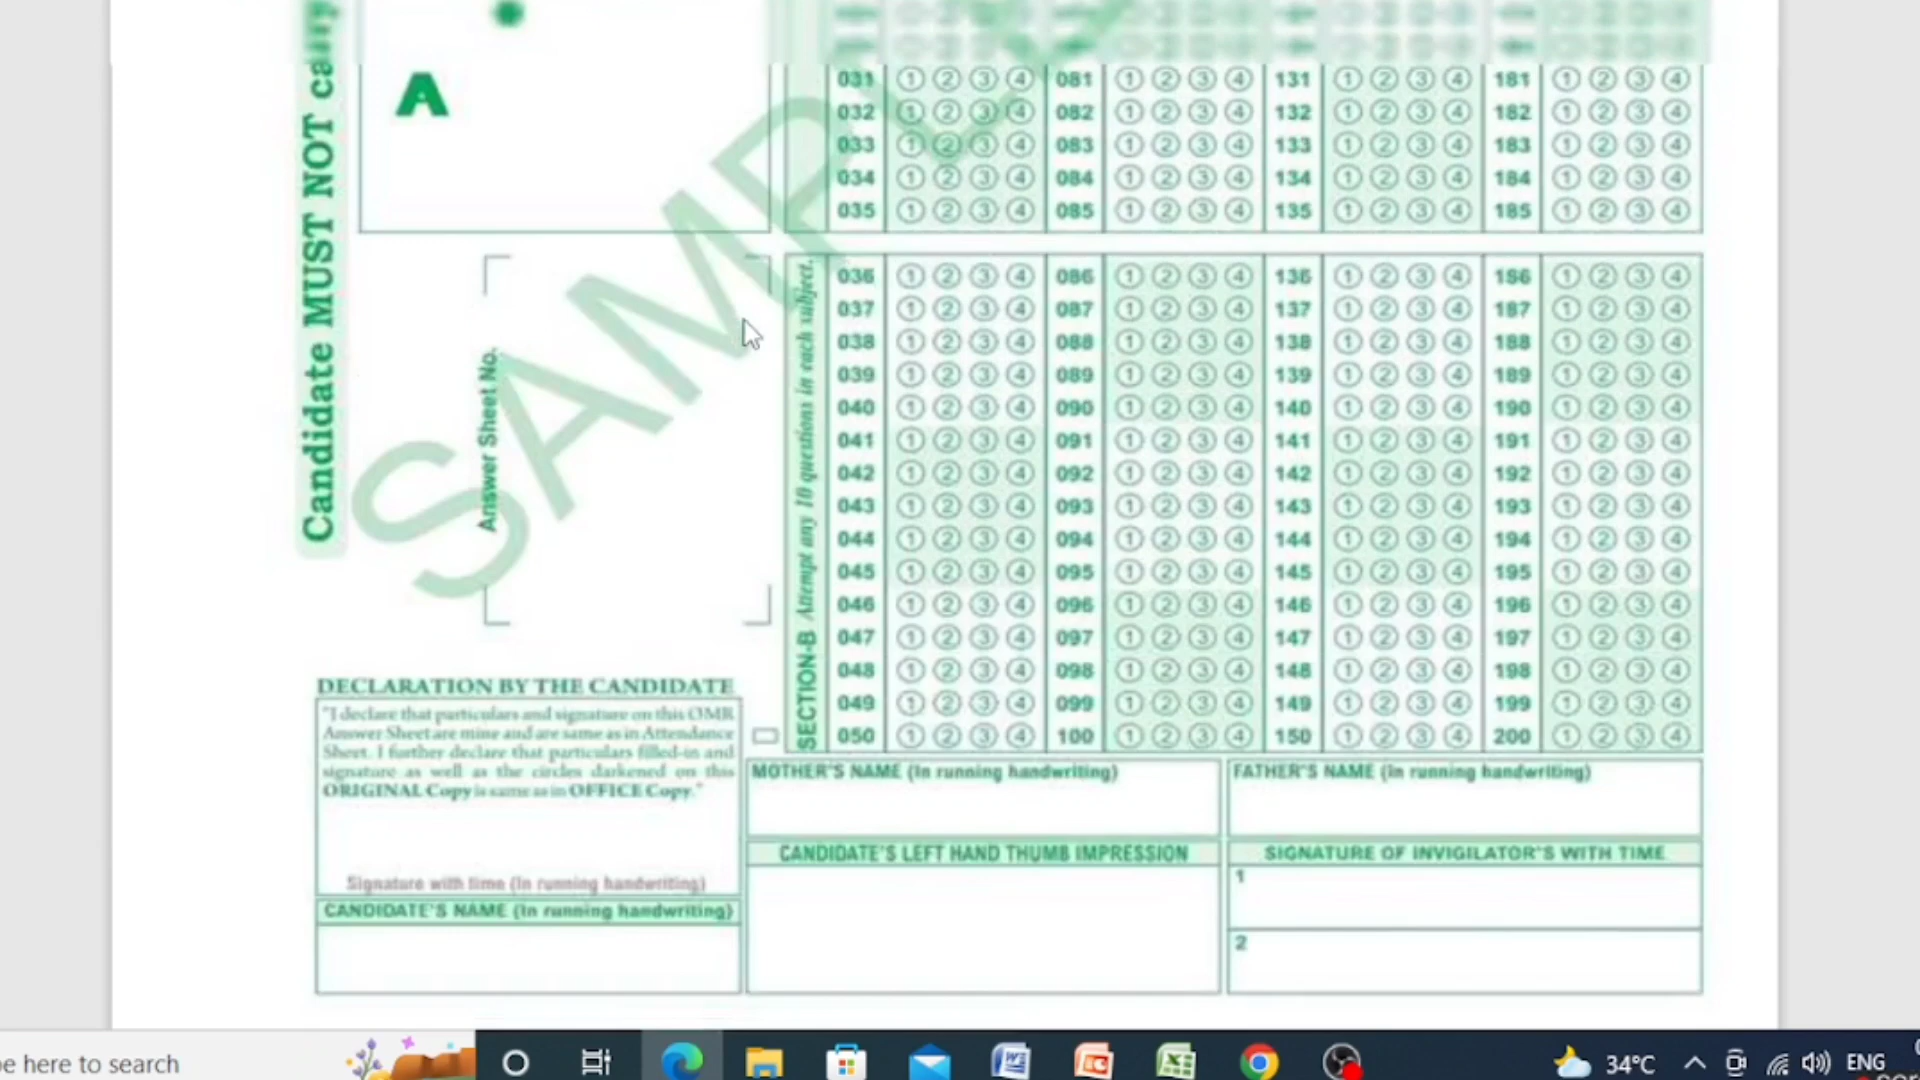 Candidate MUST NOT carry
A
SAMPLE
Answer Sheet No.
SECTION-B Attempt any 10 questions in each subject.
031 1 2 3 4 081 1 2 3 4 131 1 2 3 4 181 1 2 3 4
032 1 2 3 4 082 1 2 3 4 132 1 2 3 4 182 1 2 3 4
033 1 2 3 4 083 1 2 3 4 133 1 2 3 4 183 1 2 3 4
034 1 2 3 4 084 1 2 3 4 134 1 2 3 4 184 1 2 3 4
035 1 2 3 4 085 1 2 3 4 135 1 2 3 4 185 1 2 3 4
036 1 2 3 4 086 1 2 3 4 136 1 2 3 4 186 1 2 3 4
037 1 2 3 4 087 1 2 3 4 137 1 2 3 4 187 1 2 3 4
038 1 2 3 4 088 1 2 3 4 138 1 2 3 4 188 1 2 3 4
039 1 2 3 4 089 1 2 3 4 139 1 2 3 4 189 1 2 3 4
040 1 2 3 4 090 1 2 3 4 140 1 2 3 4 190 1 2 3 4
041 1 2 3 4 091 1 2 3 4 141 1 2 3 4 191 1 2 3 4
042 1 2 3 4 092 1 2 3 4 142 1 2 3 4 192 1 2 3 4
043 1 2 3 4 093 1 2 3 4 143 1 2 3 4 193 1 2 3 4
044 1 2 3 4 094 1 2 3 4 144 1 2 3 4 194 1 2 3 4
045 1 2 3 4 095 1 2 3 4 145 1 2 3 4 195 1 2 3 4
046 1 2 3 4 096 1 2 3 4 146 1 2 3 4 196 1 2 3 4
047 1 2 3 4 097 1 2 3 4 147 1 2 3 4 197 1 2 3 4
048 1 2 3 4 098 1 2 3 4 148 1 2 3 4 198 1 2 3 4
049 1 2 3 4 099 1 2 3 4 149 1 2 3 4 199 1 2 3 4
050 1 2 3 4 100 1 2 3 4 150 1 2 3 4 200 1 2 3 4
DECLARATION BY THE CANDIDATE
"I declare that particulars and signature on this OMR
Answer Sheet are mine and are same as in Attendance
Sheet. I further declare that particulars filled-in and
signature as well as the circles darkened on this
ORIGINAL Copy is same as in OFFICE Copy."
Signature with time (In running handwriting)
CANDIDATE'S NAME (In running handwriting)
MOTHER'S NAME (In running handwriting)
FATHER'S NAME (In running handwriting)
CANDIDATE'S LEFT HAND THUMB IMPRESSION
SIGNATURE OF INVIGILATOR'S WITH TIME
1
2
here to search
34°C
ENG